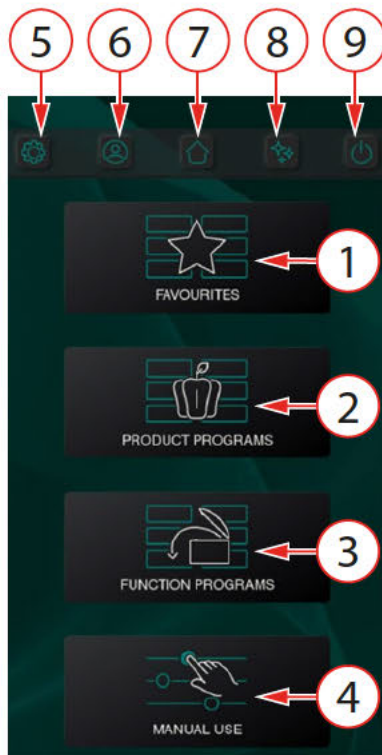 5 6 7 8 9
1
FAVOURITES
2
PRODUCT PROGRAMS
3
FUNCTION PROGRAMS
4
MANUAL USE